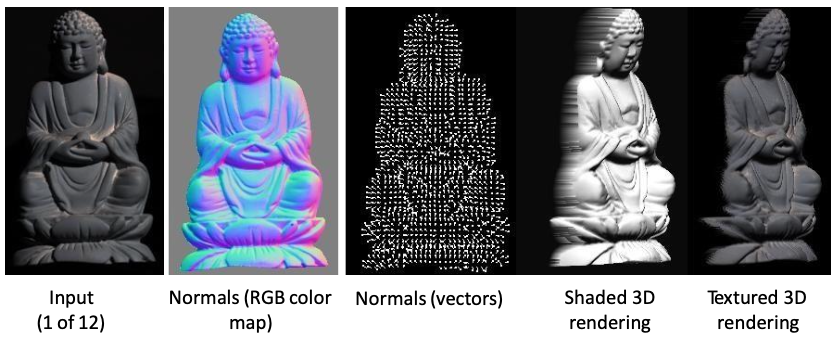 Input
(1 of 12)
Normals (RGB color
map)
Normals (vectors)
Shaded 3D
rendering
Textured 3D
rendering